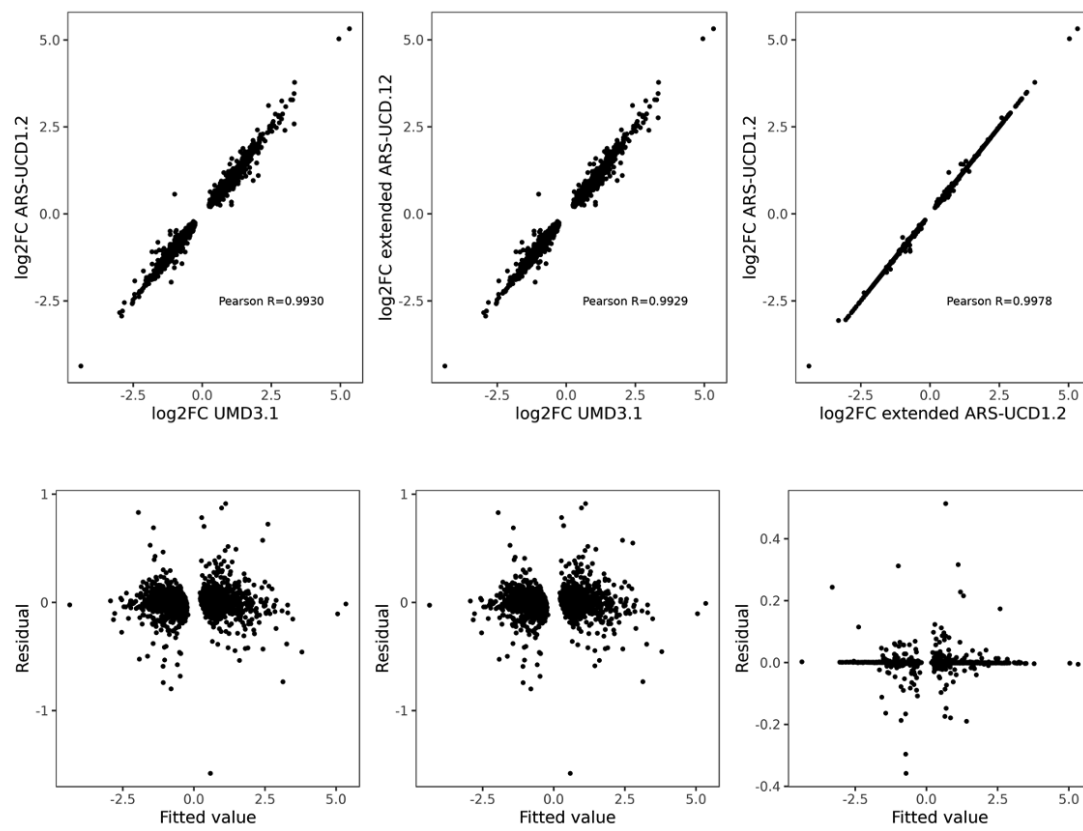 log2FC ARS-UCD1.2
5.0
2.5
0.0
-2.5
Pearson R=0.9930
-2.5 0.0 2.5 5.0
log2FC UMD3.1
log2FC extended ARS-UCD.12
5.0
2.5
0.0
-2.5
Pearson R=0.9929
-2.5 0.0 2.5 5.0
log2FC UMD3.1
log2FC ARS-UCD1.2
5.0
2.5
0.0
-2.5
Pearson R=0.9978
-2.5 0.0 2.5 5.0
log2FC extended ARS-UCD1.2
Residual
1
0
-1
-2.5 0.0 2.5 5.0
Fitted value
Residual
1
0
-1
-2.5 0.0 2.5 5.0
Fitted value
Residual
0.4
0.2
0.0
-0.2
-0.4
-2.5 0.0 2.5 5.0
Fitted value